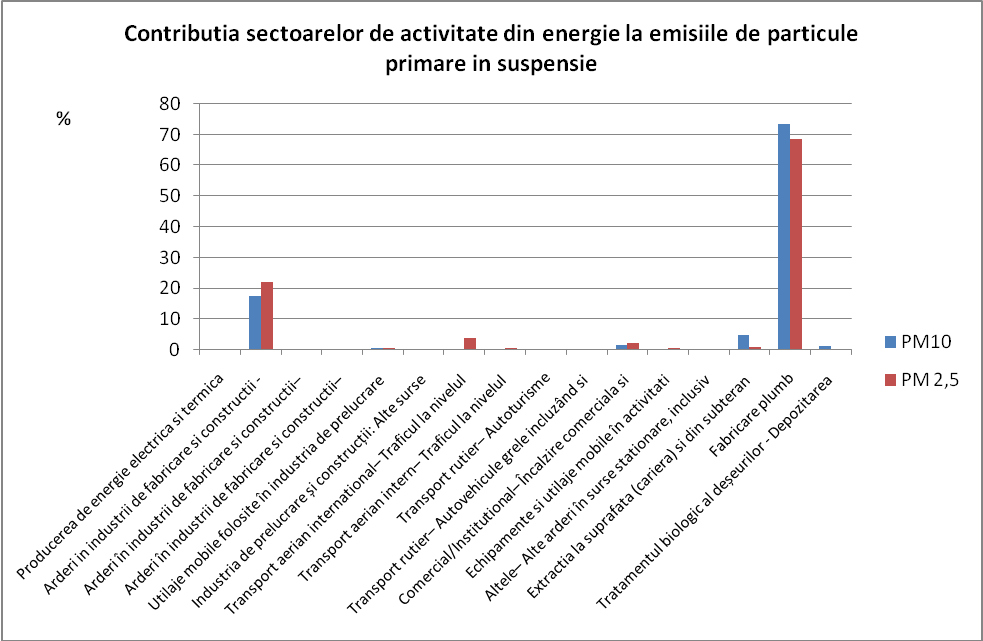 Contributia sectoarelor de activitate din energie la emisiile de particule
primare in suspensie
%
80
70
60
50
40
30
20
10
0
PM10
PM 2,5
Producerea de energie electrica si termica
Arderi in industrii de fabricare si constructii -
Arderi în industrii de fabricare si constructii–
Arderi în industrii de fabricare si constructii–
Utilaje mobile folosite în industria de prelucrare
Industria de prelucrare și construcții: Alte surse
Transport aerian international– Traficul la nivelul
Transport aerian intern– Traficul la nivelul
Transport rutier– Autoturisme
Transport rutier– Autovehicule grele incluzând si
Comercial/Institutional– Încalzire comerciala si
Echipamente si utilaje mobile în activitati
Altele– Alte arderi în surse stationare, inclusiv
Extractia la suprafata (cariera) și din subteran
Fabricare plumb
Tratamentul biologic al deșeurilor - Depozitarea